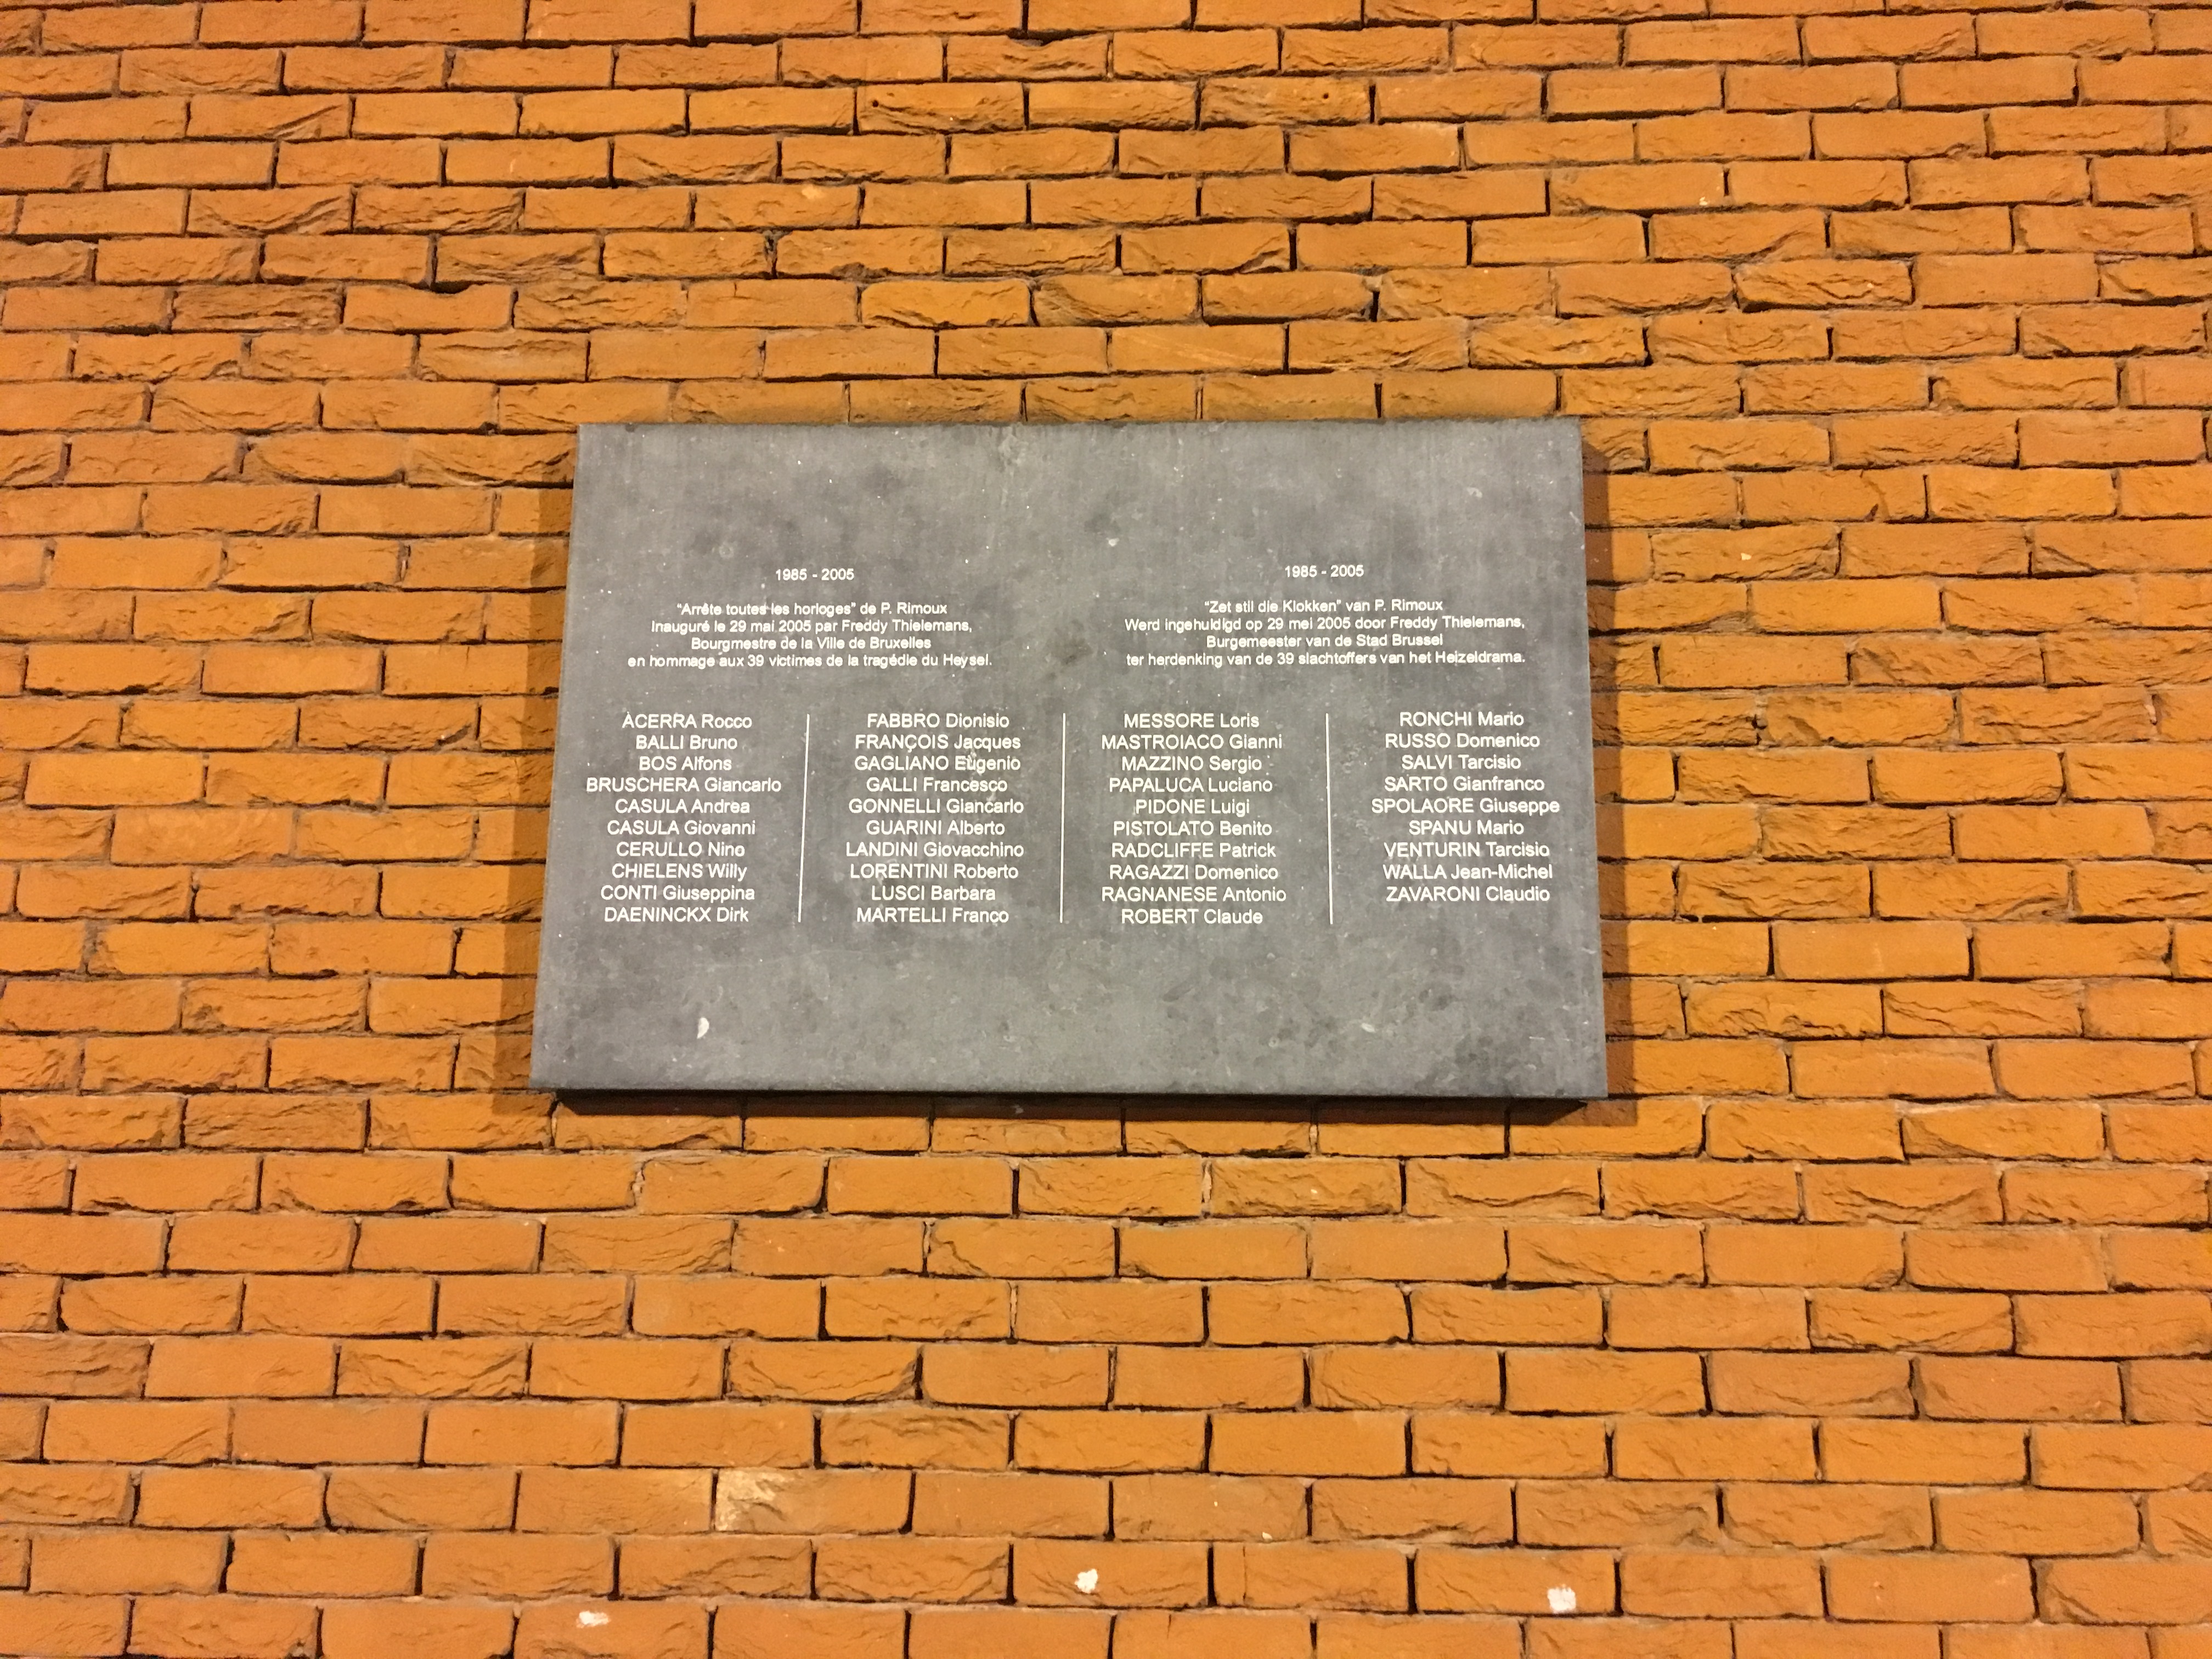 1985 - 2005
"Arrête toutes les horloges" de P. Rimoux
Inauguré le 29 mai 2005 par Freddy Thielemans,
Bourgmestre de la Ville de Bruxelles
en hommage aux 39 victimes de la tragédie du Heysel.
1985 - 2005
"Zet stil die Klokken" van P. Rimoux
Werd ingehuldigd op 29 mei 2005 door Freddy Thielemans,
Burgemeester van de Stad Brussel
ter herdenking van de 39 slachtoffers van het Heizeldrama.
ACERRA Rocco
BALLI Bruno
BOS Alfons
BRUSCHERA Giancarlo
CASULA Andrea
CASULA Giovanni
CERULLO Nino
CHIELENS Willy
CONTI Giuseppina
DAENINCKX Dirk
FABBRO Dionisio
FRANÇOIS Jacques
GAGLIANO Eugenio
GALLI Francesco
GONNELLI Giancarlo
GUARINI Alberto
LANDINI Giovacchino
LORENTINI Roberto
LUSCI Barbara
MARTELLI Franco
MESSORE Loris
MASTROIACO Gianni
MAZZINO Sergio
PAPALUCA Luciano
PIDONE Luigi
PISTOLATO Benito
RADCLIFFE Patrick
RAGAZZI Domenico
RAGNANESE Antonio
ROBERT Claude
RONCHI Mario
RUSSO Domenico
SALVI Tarcisio
SARTO Gianfranco
SPOLAORE Giuseppe
SPANU Mario
VENTURIN Tarcisio
WALLA Jean-Michel
ZAVARONI Claudio